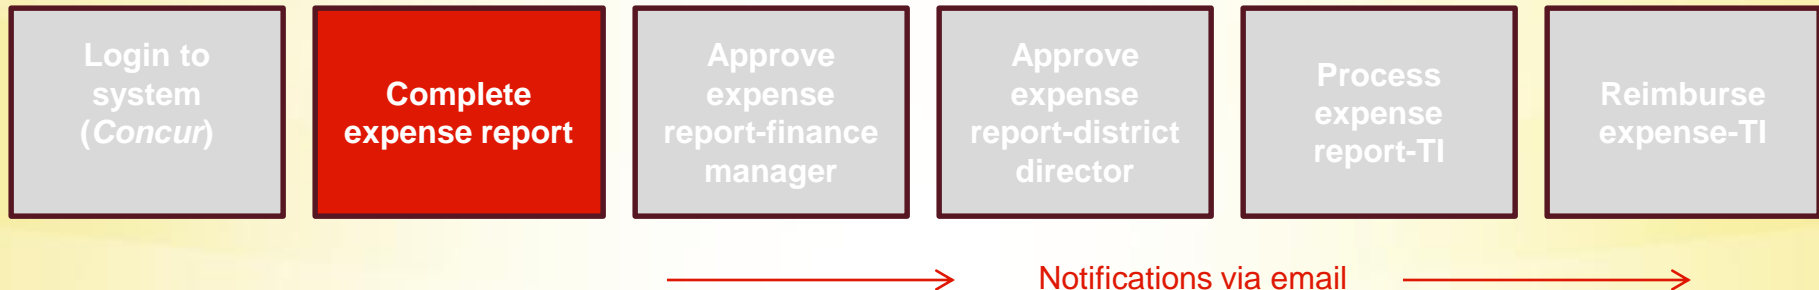 Login to
system
(Concur)
Complete
expense report
Approve
expense
report-finance
manager
Approve
expense
report-district
director
Process
expense
report-TI
Reimburse
expense-TI
Notifications via email